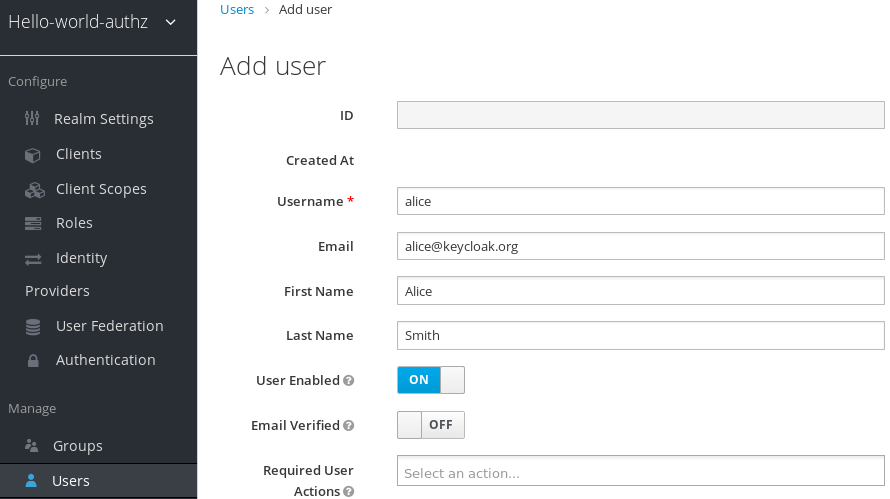 Hello-world-authz
Configure
Realm Settings
Clients
Client Scopes
Roles
Identity
Providers
User Federation
Authentication
Manage
Groups
Users
Users > Add user
Add user
ID
Created At
Username * alice
Email alice@keycloak.org
First Name Alice
Last Name Smith
User Enabled ? ON
Email Verified ? OFF
Required User Select an action...
Actions ?